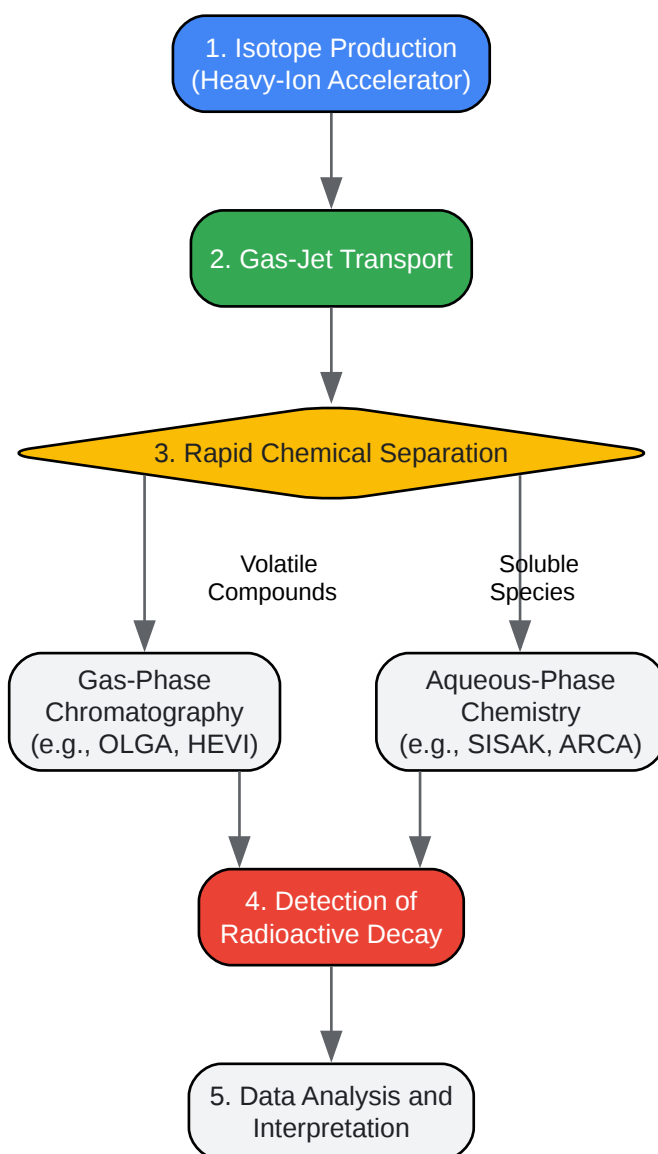 1. Isotope Production
(Heavy-Ion Accelerator)
2. Gas-Jet Transport
3. Rapid Chemical Separation
Volatile
Compounds
Soluble
Species
Gas-Phase
Chromatography
(e.g., OLGA, HEVI)
Aqueous-Phase
Chemistry
(e.g., SISAK, ARCA)
4. Detection of
Radioactive Decay
5. Data Analysis and
Interpretation